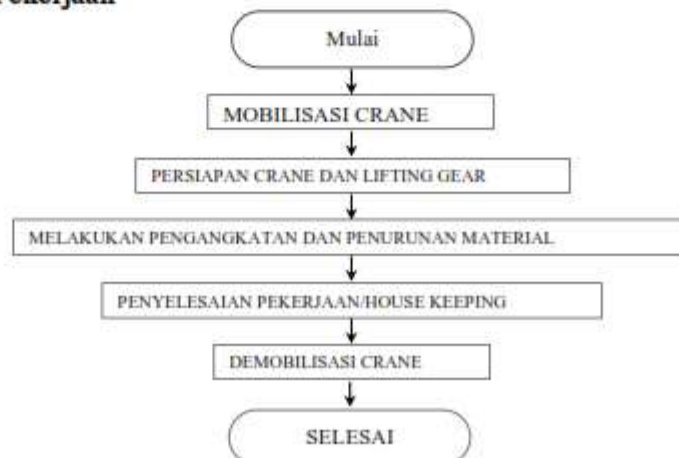 Mulai
MOBILISASI CRANE
PERSIAPAN CRANE DAN LIFTING GEAR
MELAKUKAN PENGANGKATAN DAN PENURUNAN MATERIAL
PENYELESAIAN PEKERJAAN/HOUSE KEEPING
DEMOBILISASI CRANE
SELESAI